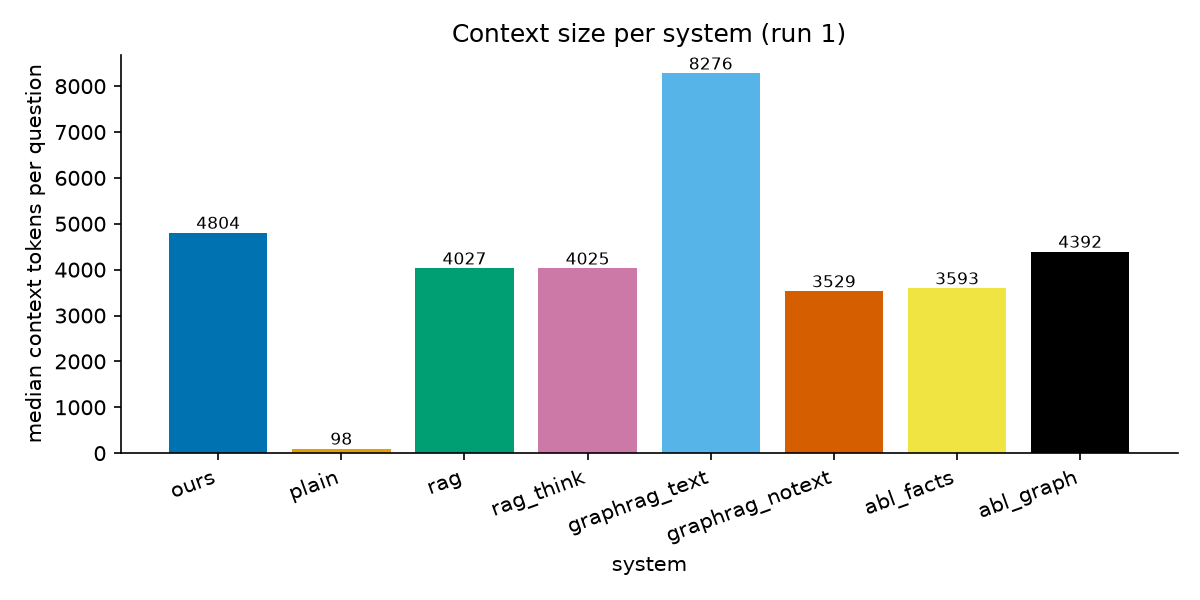 Context size per system (run 1)
median context tokens per question
8000
7000
6000
5000
4000
3000
2000
1000
0
4804
98
4027
4025
8276
3529
3593
4392
ours
plain
rag
rag_think
graphrag_text
graphrag_notext
abl_facts
abl_graph
system